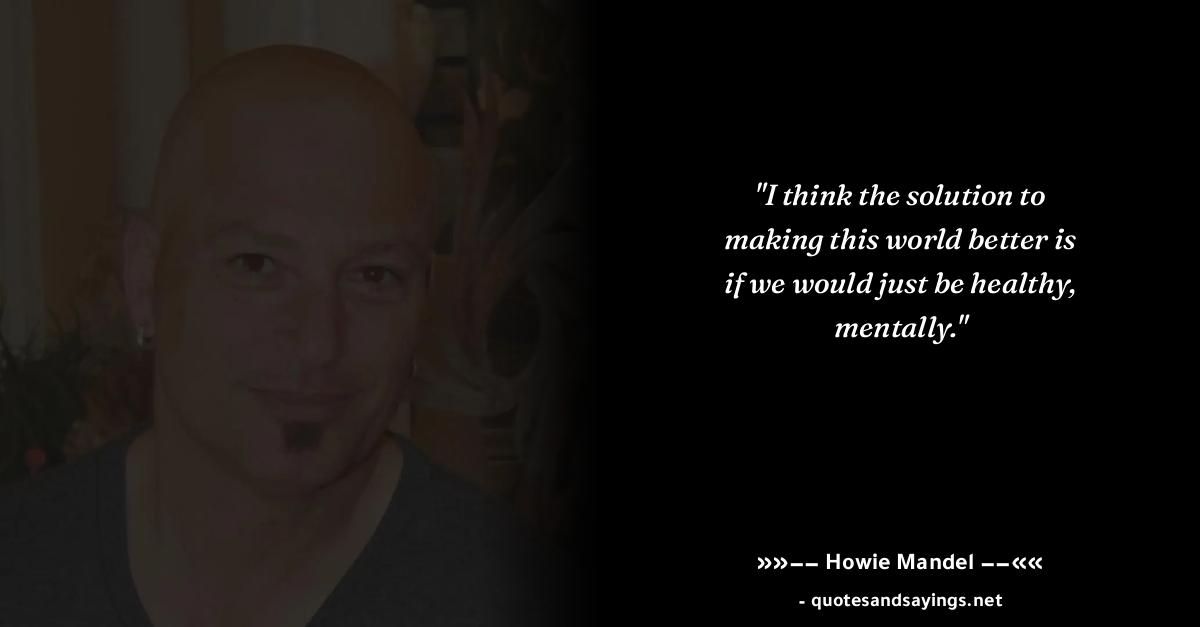 "I think the solution to
making this world better is
if we would just be healthy,
mentally."
»»−− Howie Mandel −−««
- quotesandsayings.net